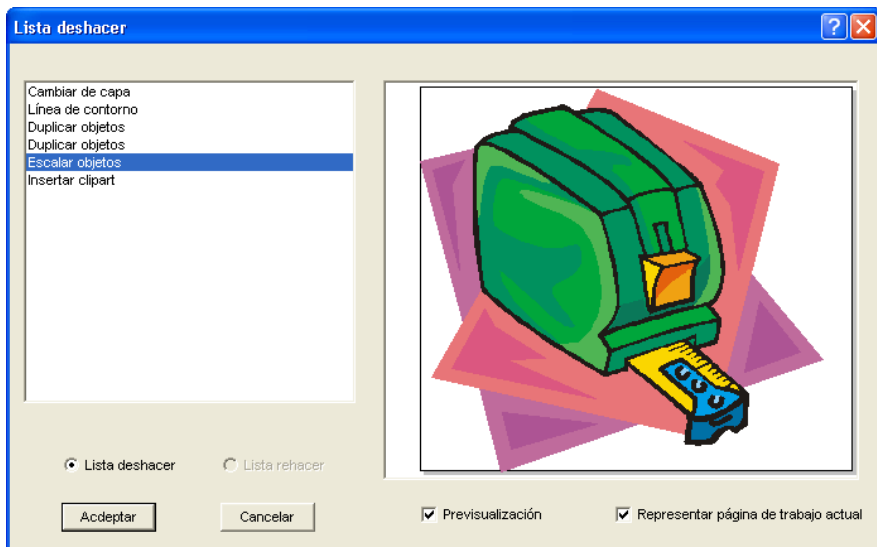 Lista deshacer
Cambiar de capa
Línea de contorno
Duplicar objetos
Duplicar objetos
Escalar objetos
Insertar clipart
Lista deshacer
Lista rehacer
Acdeptar
Cancelar
Previsualización
Representar página de trabajo actual